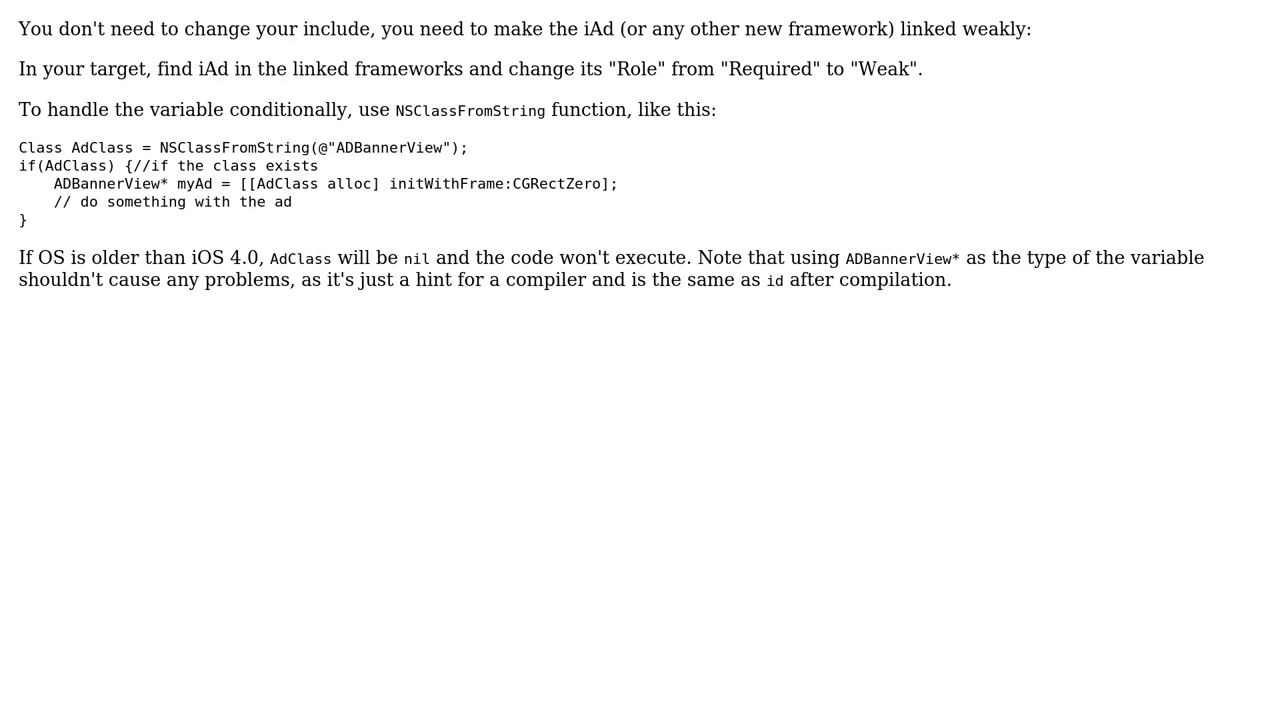 You don't need to change your include, you need to make the iAd (or any other new framework) linked weakly:
In your target, find iAd in the linked frameworks and change its "Role" from "Required" to "Weak".
To handle the variable conditionally, use NSClassFromString function, like this:
Class AdClass = NSClassFromString(@"ADBannerView");
if(AdClass) {//if the class exists
    ADBannerView* myAd = [[AdClass alloc] initWithFrame:CGRectZero];
    // do something with the ad
}
If OS is older than iOS 4.0, AdClass will be nil and the code won't execute. Note that using ADBannerView* as the type of the variable
shouldn't cause any problems, as it's just a hint for a compiler and is the same as id after compilation.